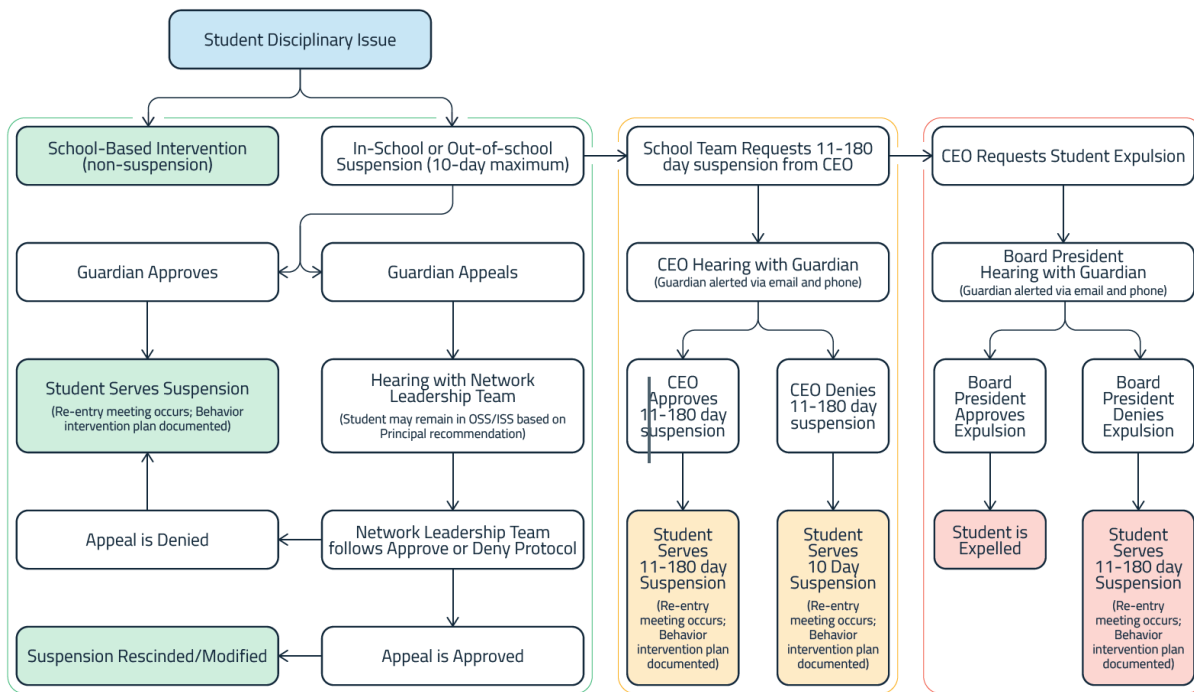 Student Disciplinary Issue
School-Based Intervention
(non-suspension)
In-School or Out-of-school
Suspension (10-day maximum)
School Team Requests 11-180
day suspension from CEO
CEO Requests Student Expulsion
Guardian Approves
Guardian Appeals
CEO Hearing with Guardian
(Guardian alerted via email and phone)
Board President
Hearing with Guardian
(Guardian alerted via email and phone)
Student Serves Suspension
(Re-entry meeting occurs; Behavior
intervention plan documented)
Hearing with Network
Leadership Team
(Student may remain in OSS/ISS based on
Principal recommendation)
CEO
Approves
11-180 day
suspension
CEO Denies
11-180 day
suspension
Board
President
Approves
Expulsion
Board
President
Denies
Expulsion
Appeal is Denied
Network Leadership Team
follows Approve or Deny Protocol
Student
Serves
11-180 day
Suspension
(Re-entry
meeting occurs;
Behavior
intervention plan
documented)
Student
Serves
10 Day
Suspension
(Re-entry
meeting occurs;
Behavior
intervention plan
documented)
Student is
Expelled
Student
Serves
11-180 day
Suspension
(Re-entry
meeting occurs;
Behavior
intervention plan
documented)
Suspension Rescinded/Modified
Appeal is Approved